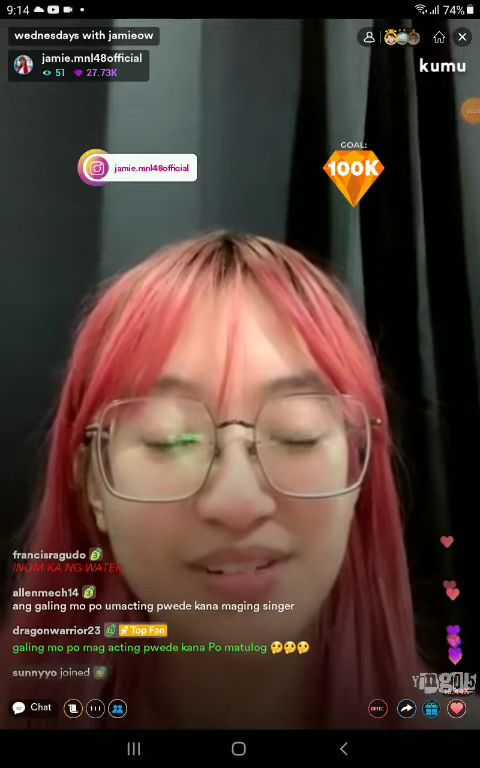 9:14
74%
wednesdays with jamieow
jamie.mnl48official
51 27.73K
kumu
GOAL:
100K
jamie.mnl48official
francisragudo
INOM KA NG WATER
allenmech14
ang galing mo po umacting pwede kana maging singer
dragonwarrior23 Top Fan
galing mo po mag acting pwede kana Po matulog 🤔🤔🤔
sunnyyo joined
Chat